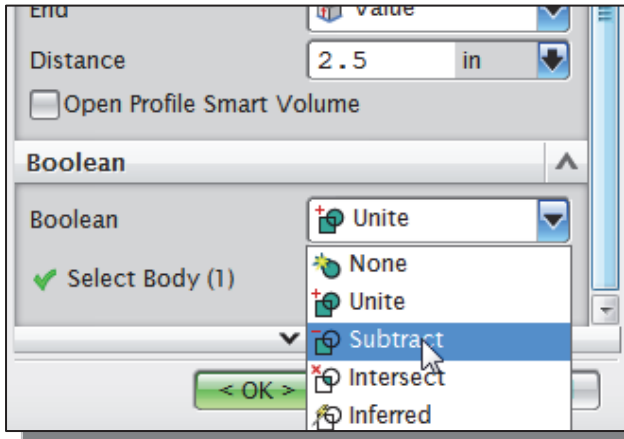 End Value
Distance 2.5 in
Open Profile Smart Volume
Boolean
Boolean Unite
Select Body (1)
None
Unite
Subtract
Intersect
< OK >
Inferred